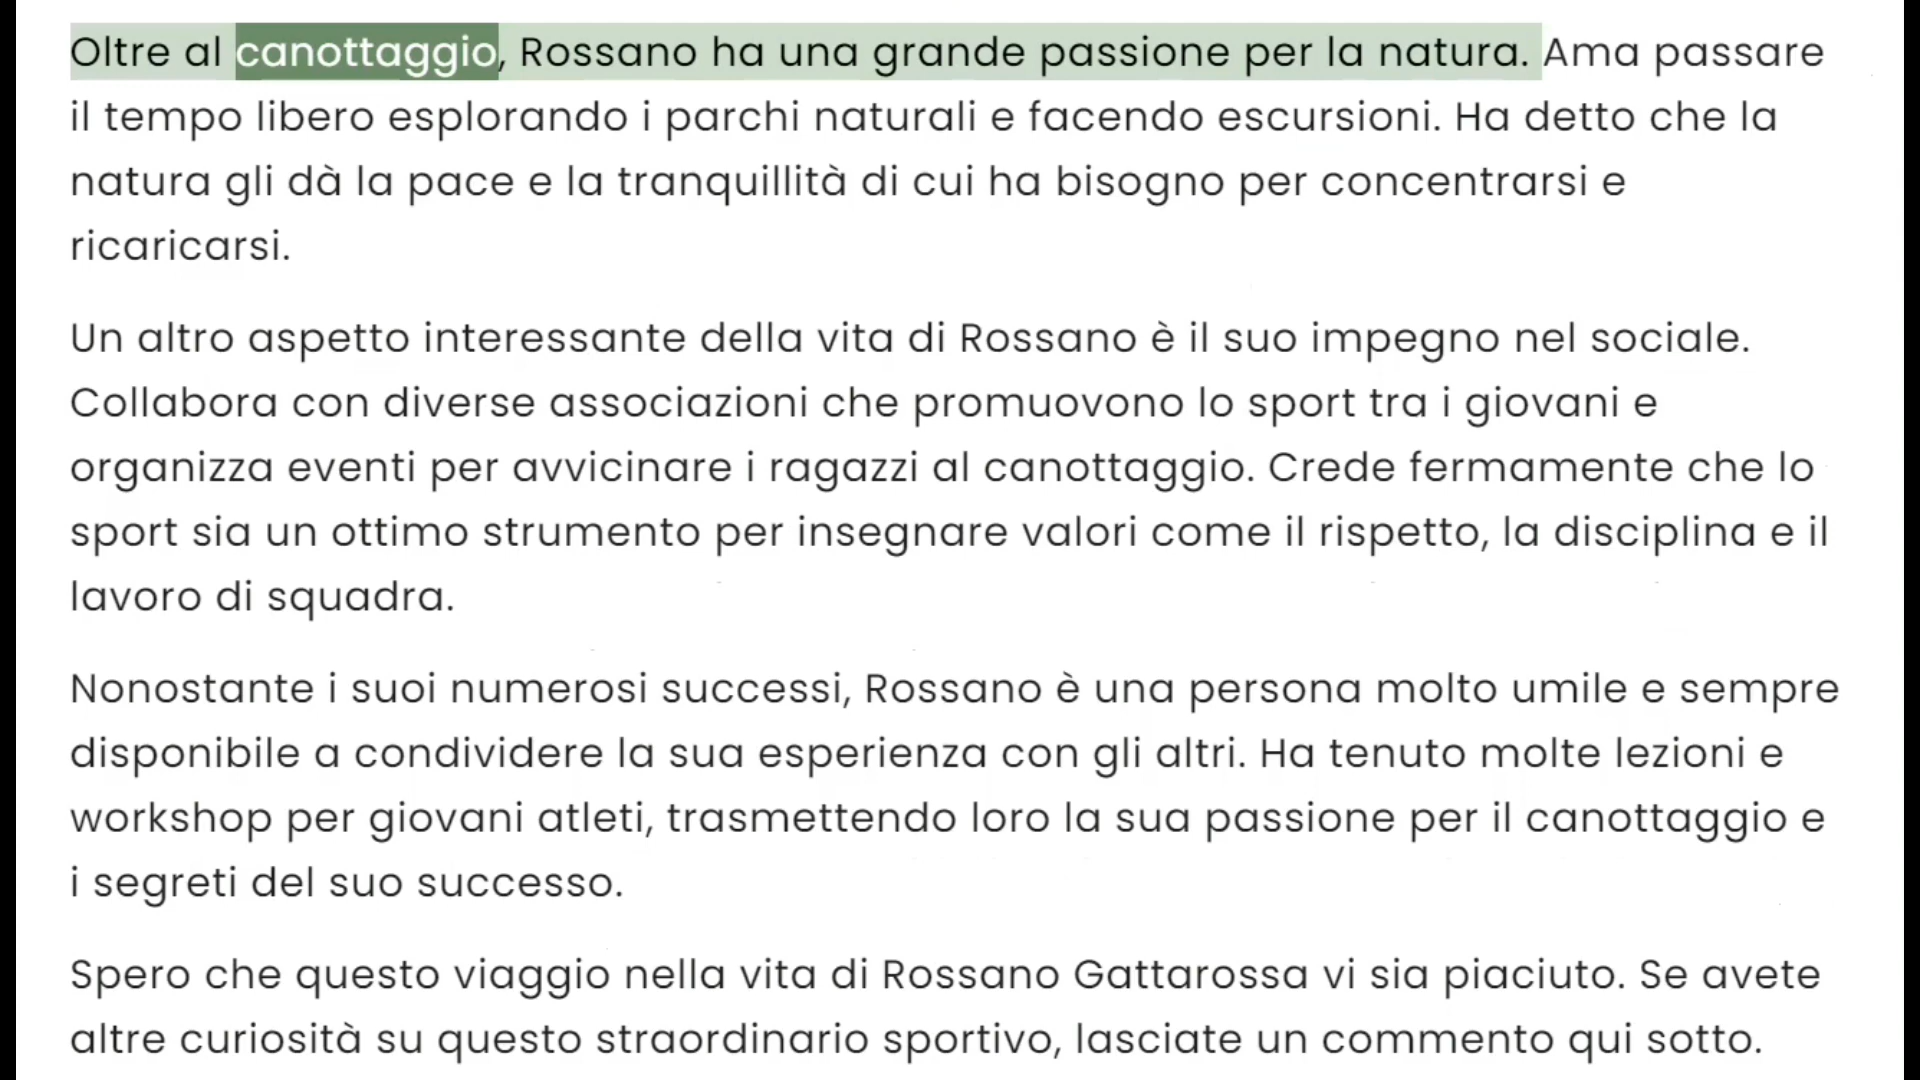 Oltre al canottaggio, Rossano ha una grande passione per la natura. Ama passare
il tempo libero esplorando i parchi naturali e facendo escursioni. Ha detto che la
natura gli dà la pace e la tranquillità di cui ha bisogno per concentrarsi e
ricaricarsi.
Un altro aspetto interessante della vita di Rossano è il suo impegno nel sociale.
Collabora con diverse associazioni che promuovono lo sport tra i giovani e
organizza eventi per avvicinare i ragazzi al canottaggio. Crede fermamente che lo
sport sia un ottimo strumento per insegnare valori come il rispetto, la disciplina e il
lavoro di squadra.
Nonostante i suoi numerosi successi, Rossano è una persona molto umile e sempre
disponibile a condividere la sua esperienza con gli altri. Ha tenuto molte lezioni e
workshop per giovani atleti, trasmettendo loro la sua passione per il canottaggio e
i segreti del suo successo.
Spero che questo viaggio nella vita di Rossano Gattarossa vi sia piaciuto. Se avete
altre curiosità su questo straordinario sportivo, lasciate un commento qui sotto.